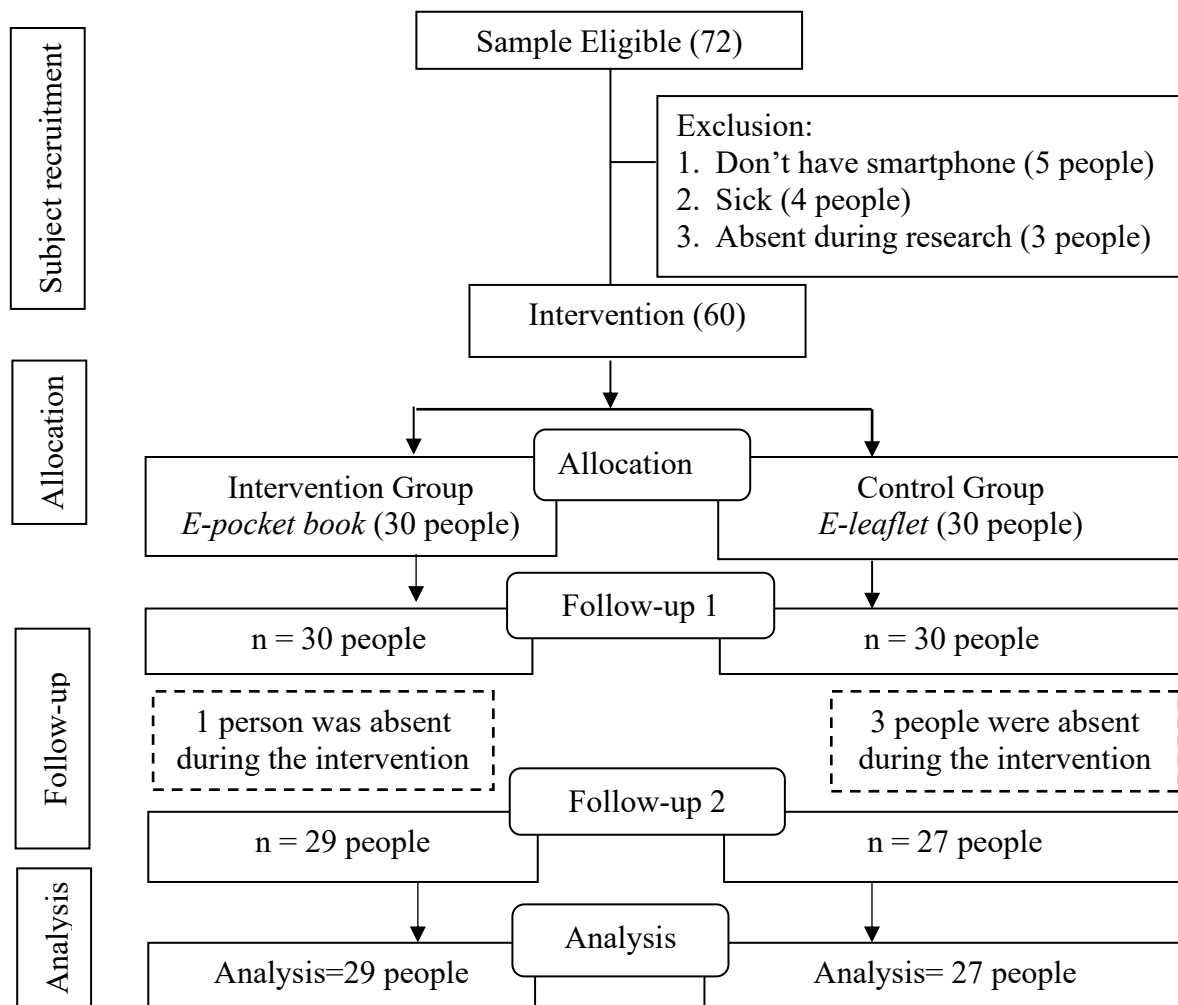 Subject recruitment
Sample Eligible (72)
Exclusion:
1. Don’t have smartphone (5 people)
2. Sick (4 people)
3. Absent during research (3 people)
Intervention (60)
Allocation
Allocation
Intervention Group
E-pocket book (30 people)
Control Group
E-leaflet (30 people)
Follow-up
Follow-up 1
n = 30 people
n = 30 people
1 person was absent
during the intervention
3 people were absent
during the intervention
Follow-up 2
n = 29 people
n = 27 people
Analysis
Analysis
Analysis=29 people
Analysis= 27 people